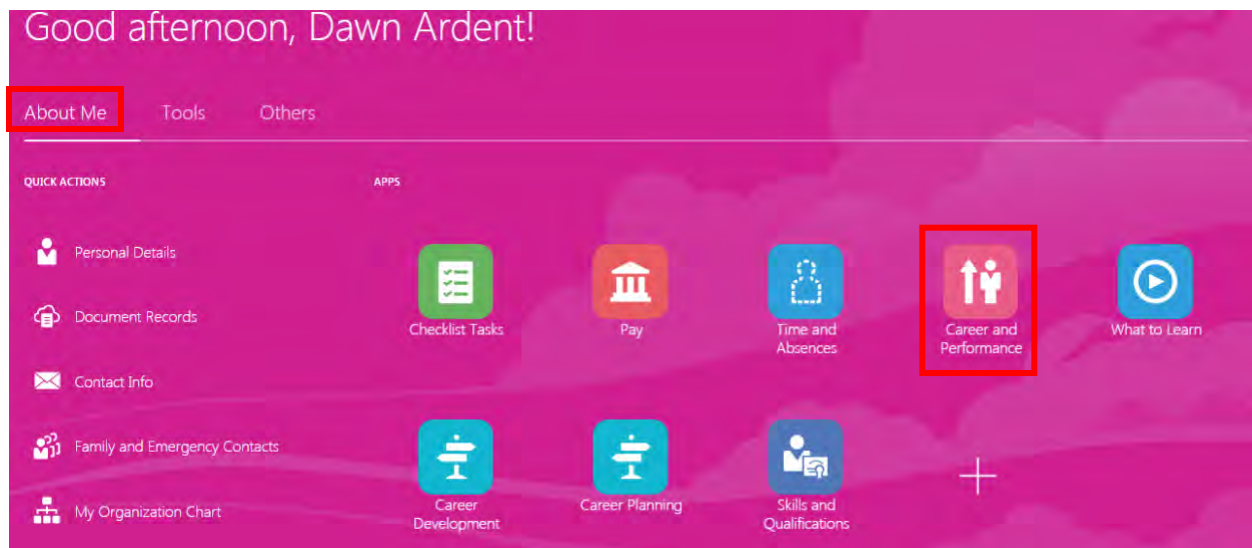 Good afternoon, Dawn Ardent!
About Me
Tools
Others
QUICK ACTIONS
APPS
Personal Details
Document Records
Contact Info
Family and Emergency Contacts
My Organization Chart
Checklist Tasks
Pay
Time and
Absences
Career and
Performance
What to Learn
Career
Development
Career Planning
Skills and
Qualifications